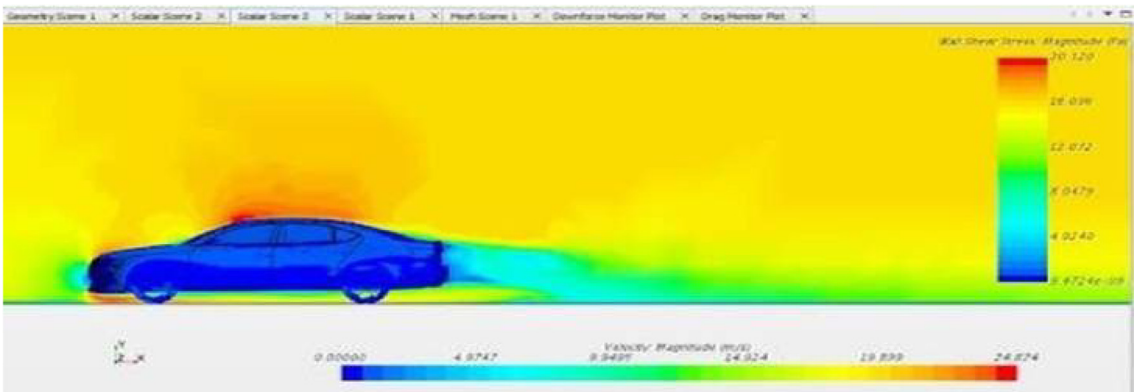 Geometry Scene 1 Scalar Scene 2 Scalar Scene 3 Scalar Scene 1 Mesh Scene 1 Downforce Monitor Plot Drag Monitor Plot
Wall Shear Stress: Magnitude (Pa)
20.120
16.096
12.072
8.0479
4.0240
Y
Z X
Velocity: Magnitude (m/s)
0.00000 4.9747 9.9495 14.924 19.899 24.874